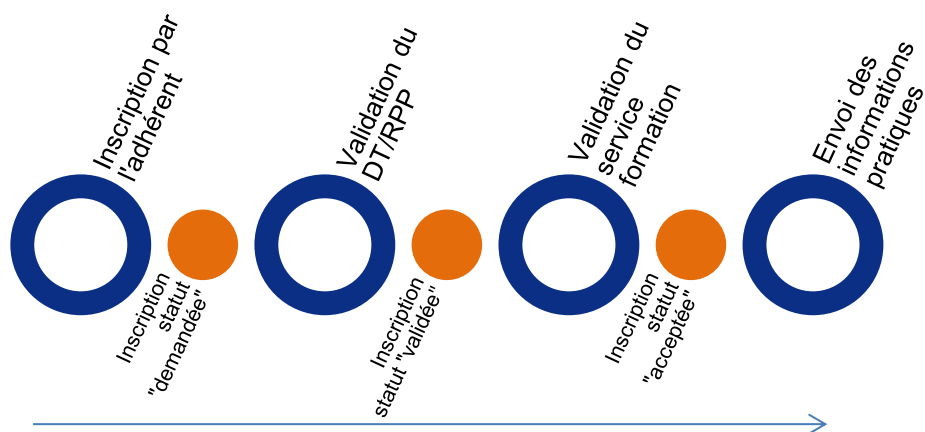 Inscription par
l'adhérent
Inscription
statut
"demandée"
Validation du
DT/RPP
Inscription
statut "validée"
Validation du
service
formation
Inscription
statut
"acceptée"
Envoi des
informations
pratiques